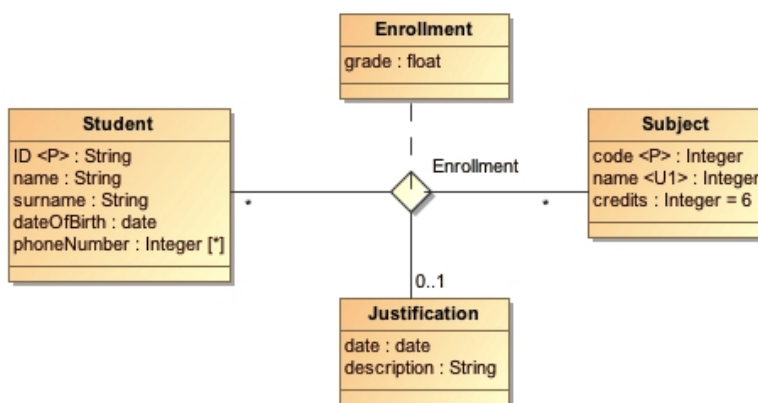 Enrollment
grade : float
Student
ID <P> : String
name : String
surname : String
dateOfBirth : date
phoneNumber : Integer [*]
Enrollment
*
*
Subject
code <P> : Integer
name <U1> : Integer
credits : Integer = 6
0..1
Justification
date : date
description : String